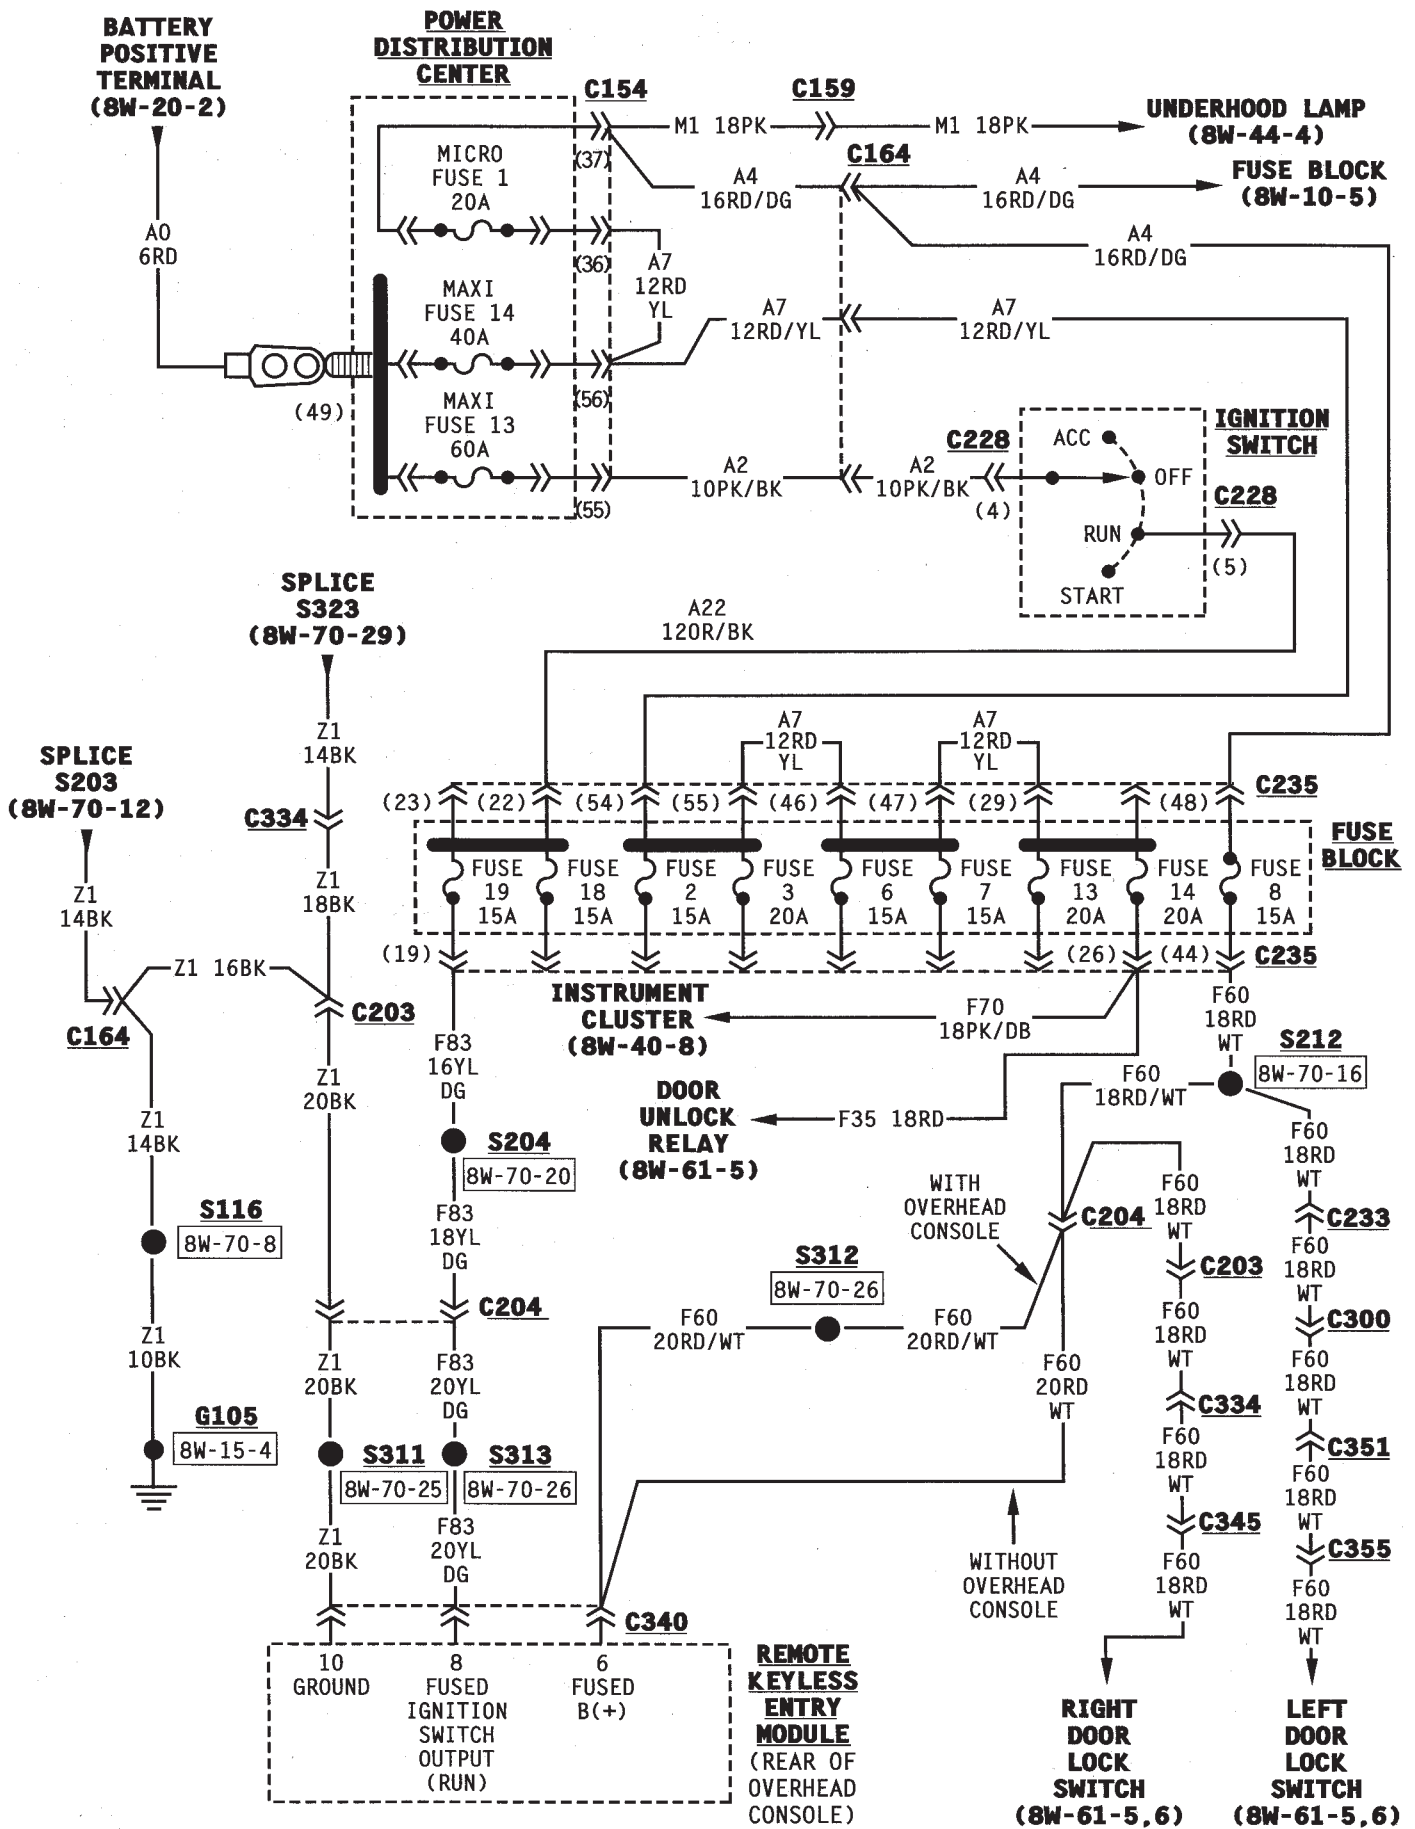 BATTERY
POSITIVE
TERMINAL
(8W-20-2)
POWER
DISTRIBUTION
CENTER
C154
C159
M1 18PK
M1 18PK
UNDERHOOD LAMP
(8W-44-4)
(37)
C164
MICRO
FUSE 1
20A
A4
16RD/DG
A4
16RD/DG
FUSE BLOCK
(8W-10-5)
A0
6RD
(36)
A7
12RD
YL
A4
16RD/DG
MAXI
FUSE 14
40A
A7
12RD/YL
A7
12RD/YL
(49)
(56)
MAXI
FUSE 13
60A
(55)
A2
10PK/BK
A2
10PK/BK
C228
(4)
ACC
OFF
RUN
START
IGNITION
SWITCH
C228
(5)
SPLICE
S323
(8W-70-29)
A22
12OR/BK
SPLICE
S203
(8W-70-12)
Z1
14BK
A7
12RD
YL
A7
12RD
YL
C334
(23)
(22)
(54)
(55)
(46)
(47)
(29)
(48)
C235
FUSE
BLOCK
Z1
14BK
Z1
18BK
FUSE
19
15A
FUSE
18
15A
FUSE
2
15A
FUSE
3
20A
FUSE
6
15A
FUSE
7
15A
FUSE
13
20A
FUSE
14
20A
FUSE
8
15A
(19)
(26)
(44)
C235
Z1 16BK
C164
C203
INSTRUMENT
CLUSTER
(8W-40-8)
F70
18PK/DB
F60
18RD
WT
S212
8W-70-16
F83
16YL
DG
Z1
20BK
Z1
14BK
DOOR
UNLOCK
RELAY
(8W-61-5)
F35 18RD
F60
18RD/WT
S204
8W-70-20
F60
18RD
WT
WITH
OVERHEAD
CONSOLE
C204
F60
18RD
WT
C233
S116
8W-70-8
F83
18YL
DG
S312
8W-70-26
C203
F60
18RD
WT
C204
F60
20RD/WT
F60
20RD/WT
F60
18RD
WT
C300
Z1
10BK
Z1
20BK
F83
20YL
DG
F60
20RD
WT
F60
18RD
WT
C334
G105
8W-15-4
S311
8W-70-25
S313
8W-70-26
F60
18RD
WT
C351
F60
18RD
WT
Z1
20BK
F83
20YL
DG
C345
C355
WITHOUT
OVERHEAD
CONSOLE
F60
18RD
WT
F60
18RD
WT
C340
10
GROUND
8
FUSED
IGNITION
SWITCH
OUTPUT
(RUN)
6
FUSED
B(+)
REMOTE
KEYLESS
ENTRY
MODULE
(REAR OF
OVERHEAD
CONSOLE)
RIGHT
DOOR
LOCK
SWITCH
(8W-61-5,6)
LEFT
DOOR
LOCK
SWITCH
(8W-61-5,6)